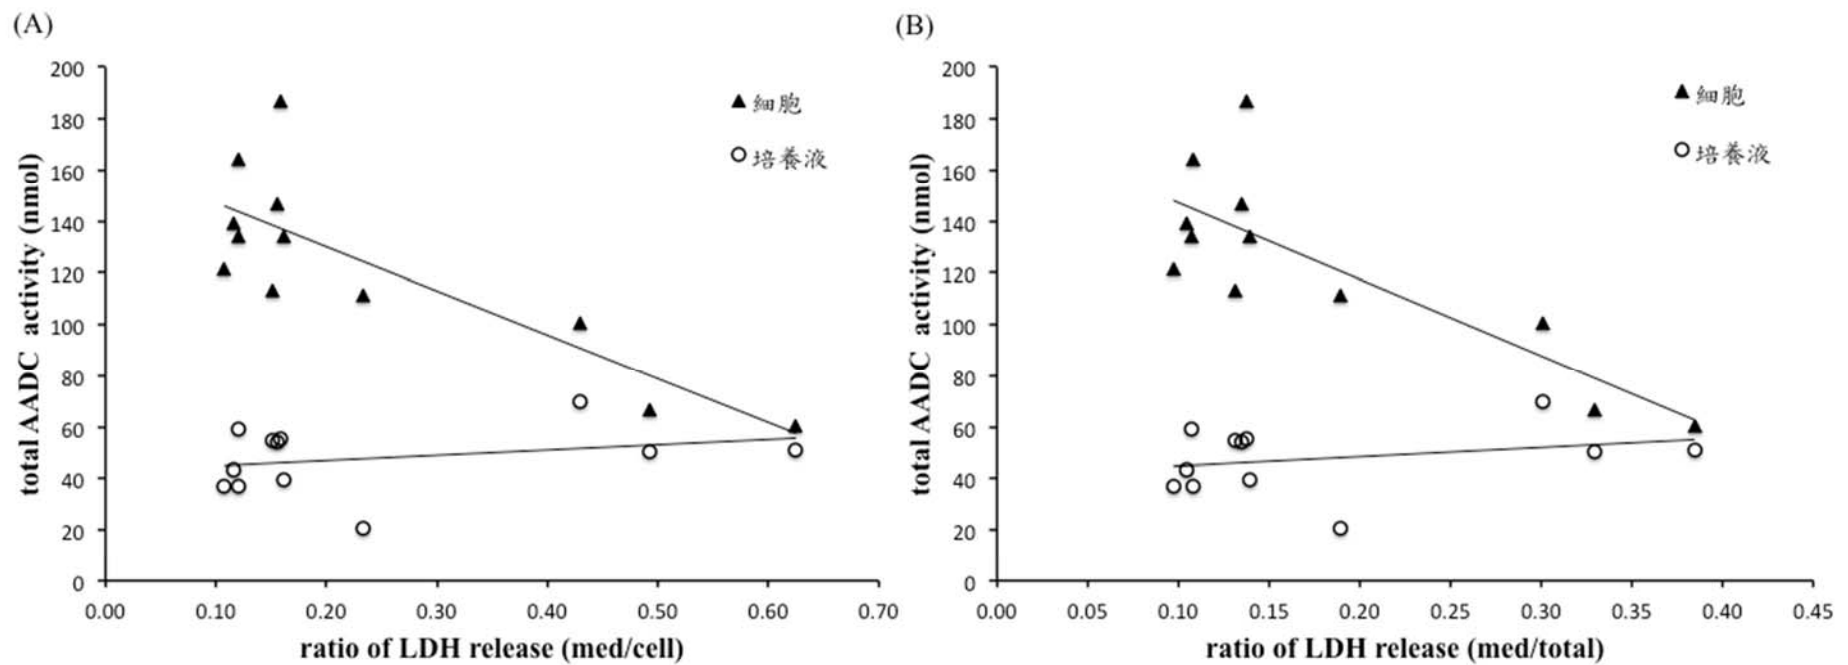 (A)
200
180
160
140
120
100
80
60
40
20
0
total AADC activity (nmol)
▲ 細胞
○ 培養液
0.00 0.10 0.20 0.30 0.40 0.50 0.60 0.70
ratio of LDH release (med/cell)
(B)
200
180
160
140
120
100
80
60
40
20
0
total AADC activity (nmol)
▲ 細胞
○ 培養液
0.00 0.05 0.10 0.15 0.20 0.25 0.30 0.35 0.40 0.45
ratio of LDH release (med/total)